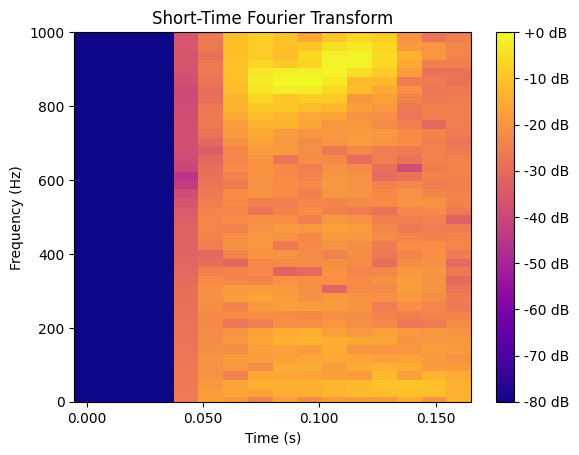 Short-Time Fourier Transform
1000
800
600
400
200
0
Frequency (Hz)
0.000
0.050
0.100
0.150
Time (s)
+0 dB
-10 dB
-20 dB
-30 dB
-40 dB
-50 dB
-60 dB
-70 dB
-80 dB